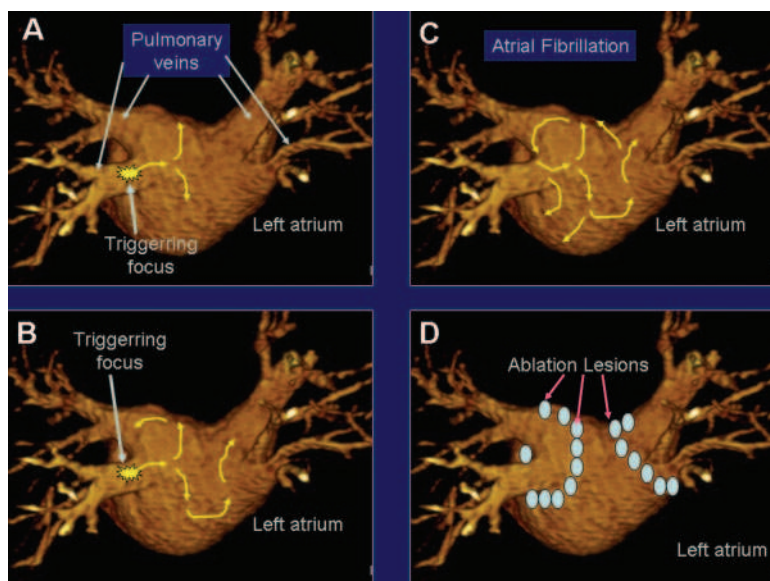 A
Pulmonary
veins
Triggerring
focus
Left atrium
C
Atrial Fibrillation
Left atrium
B
Triggerring
focus
Left atrium
D
Ablation Lesions
Left atrium